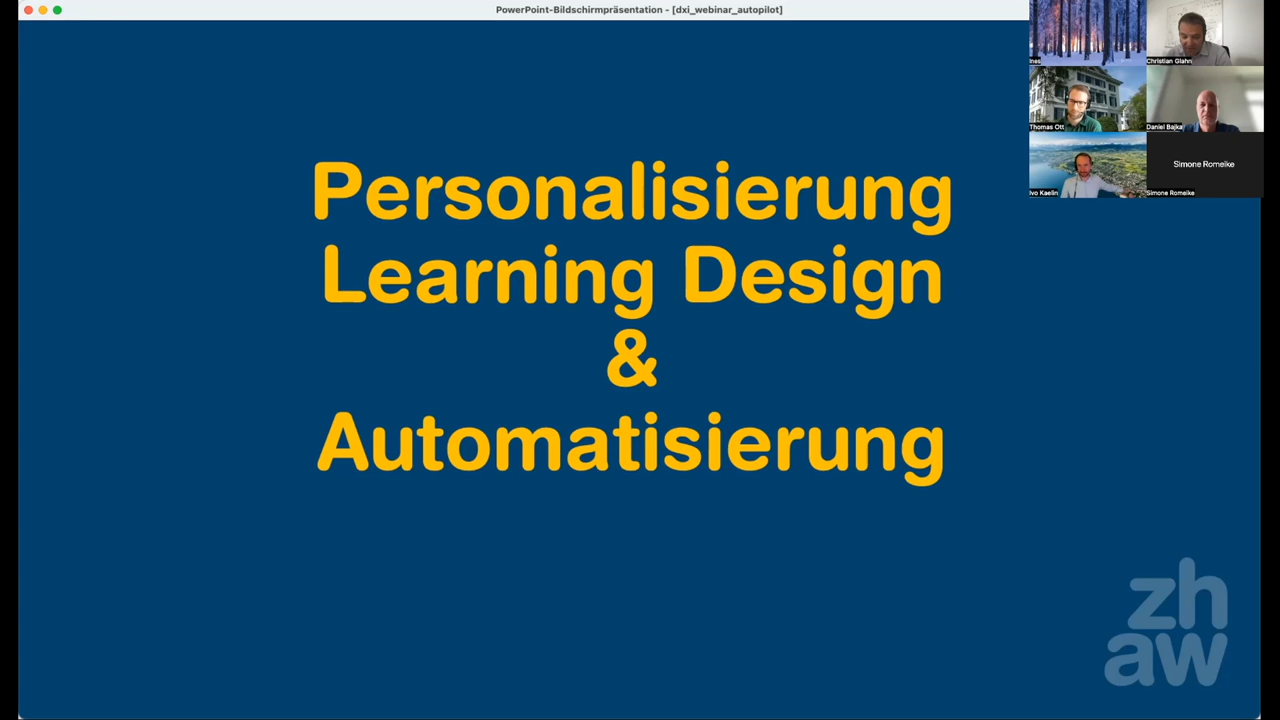 PowerPoint-Bildschirmpräsentation - [dxi_webinar_autopilot]
Personalisierung
Learning Design
&
Automatisierung
zh
aw
Ines
Christian Glahn
Thomas Ott
Daniel Bajka
Ivo Kaelin
Simone Romeike
Simone Romeike